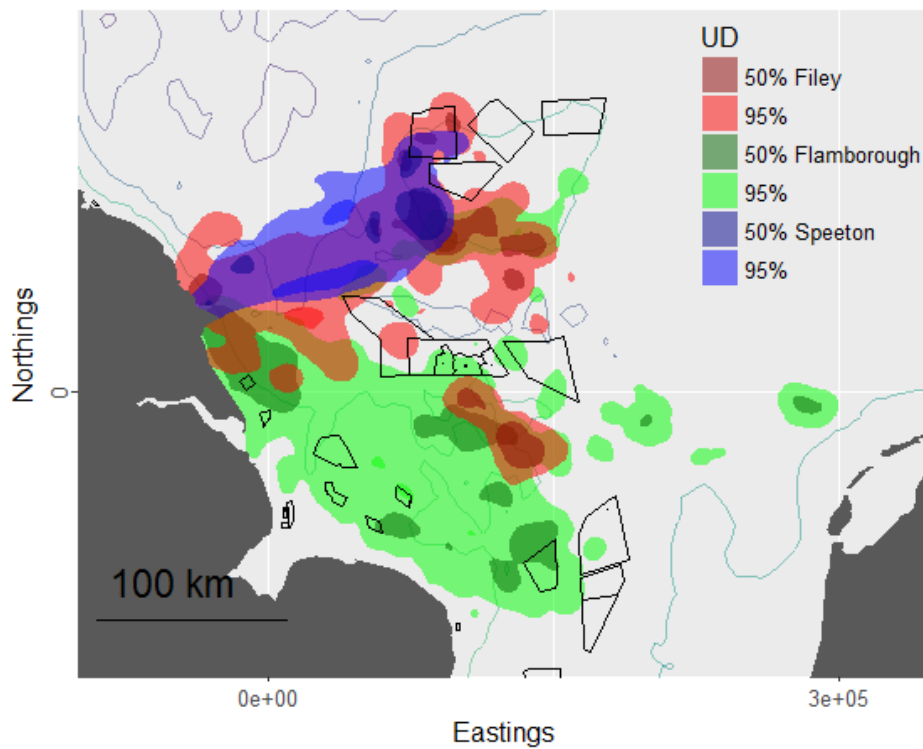 UD
50% Filey
95%
50% Flamborough
95%
50% Speeton
95%
Northings
0
100 km
0e+00
3e+05
Eastings